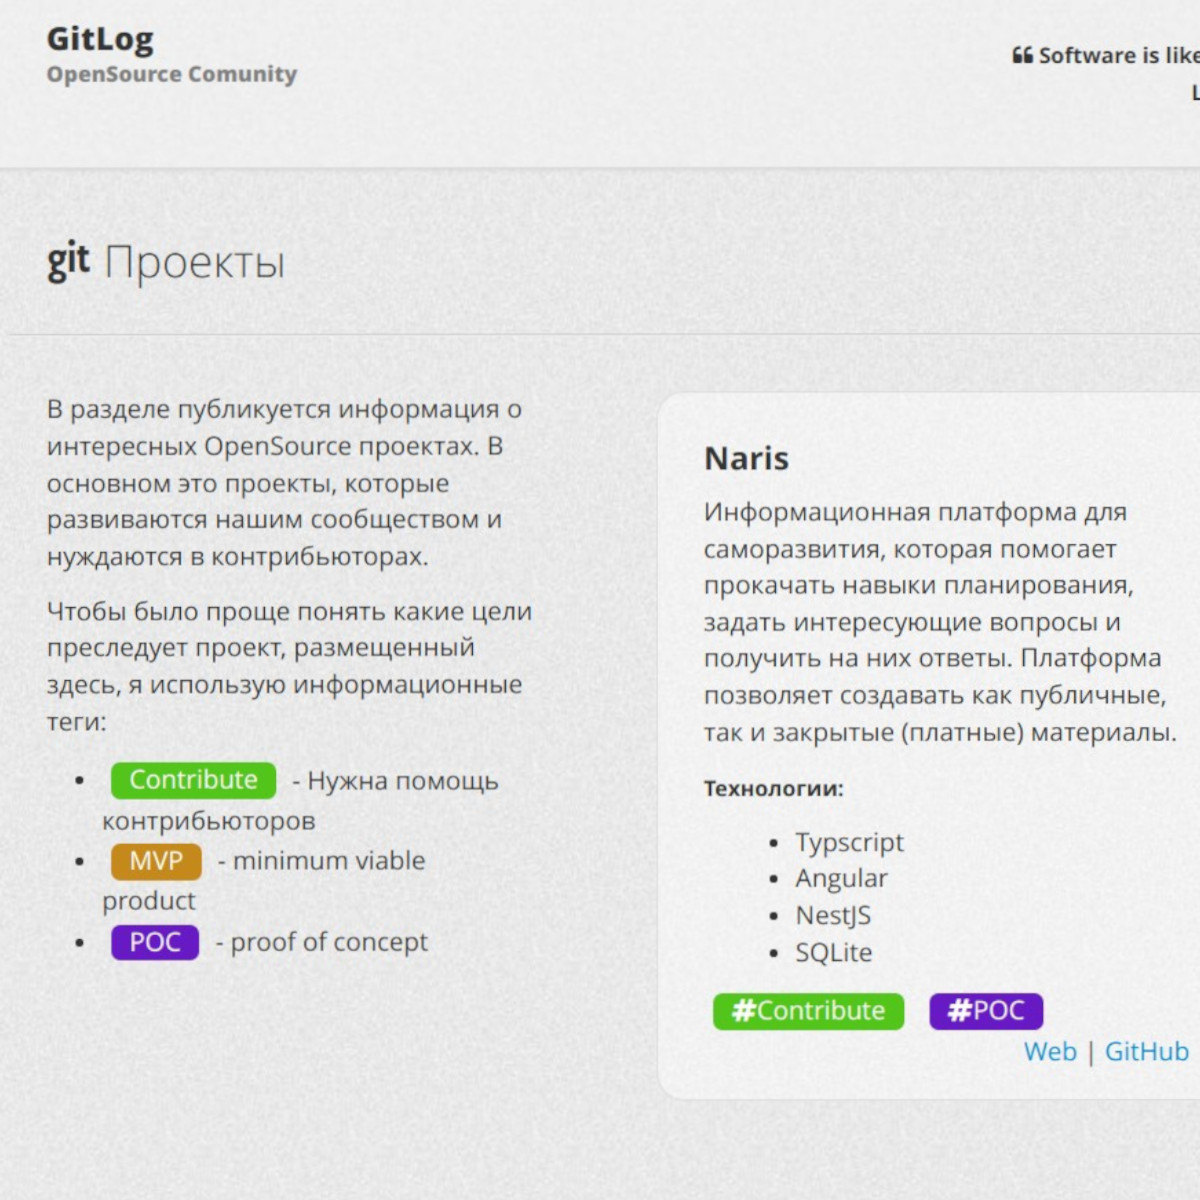 GitLog
OpenSource Comunity
Software is like
git Проекты
В разделе публикуется информация о
интересных OpenSource проектах. В
основном это проекты, которые
развиваются нашим сообществом и
нуждаются в контрибьюторах.
Чтобы было проще понять какие цели
преследует проект, размещенный
здесь, я использую информационные
теги:
• Contribute - Нужна помощь
контрибьюторов
• MVP - minimum viable
product
• POC - proof of concept
Naris
Информационная платформа для
саморазвития, которая помогает
прокачать навыки планирования,
задать интересующие вопросы и
получить на них ответы. Платформа
позволяет создавать как публичные,
так и закрытые (платные) материалы.
Технологии:
• Typscript
• Angular
• NestJS
• SQLite
#Contribute #POC
Web | GitHub